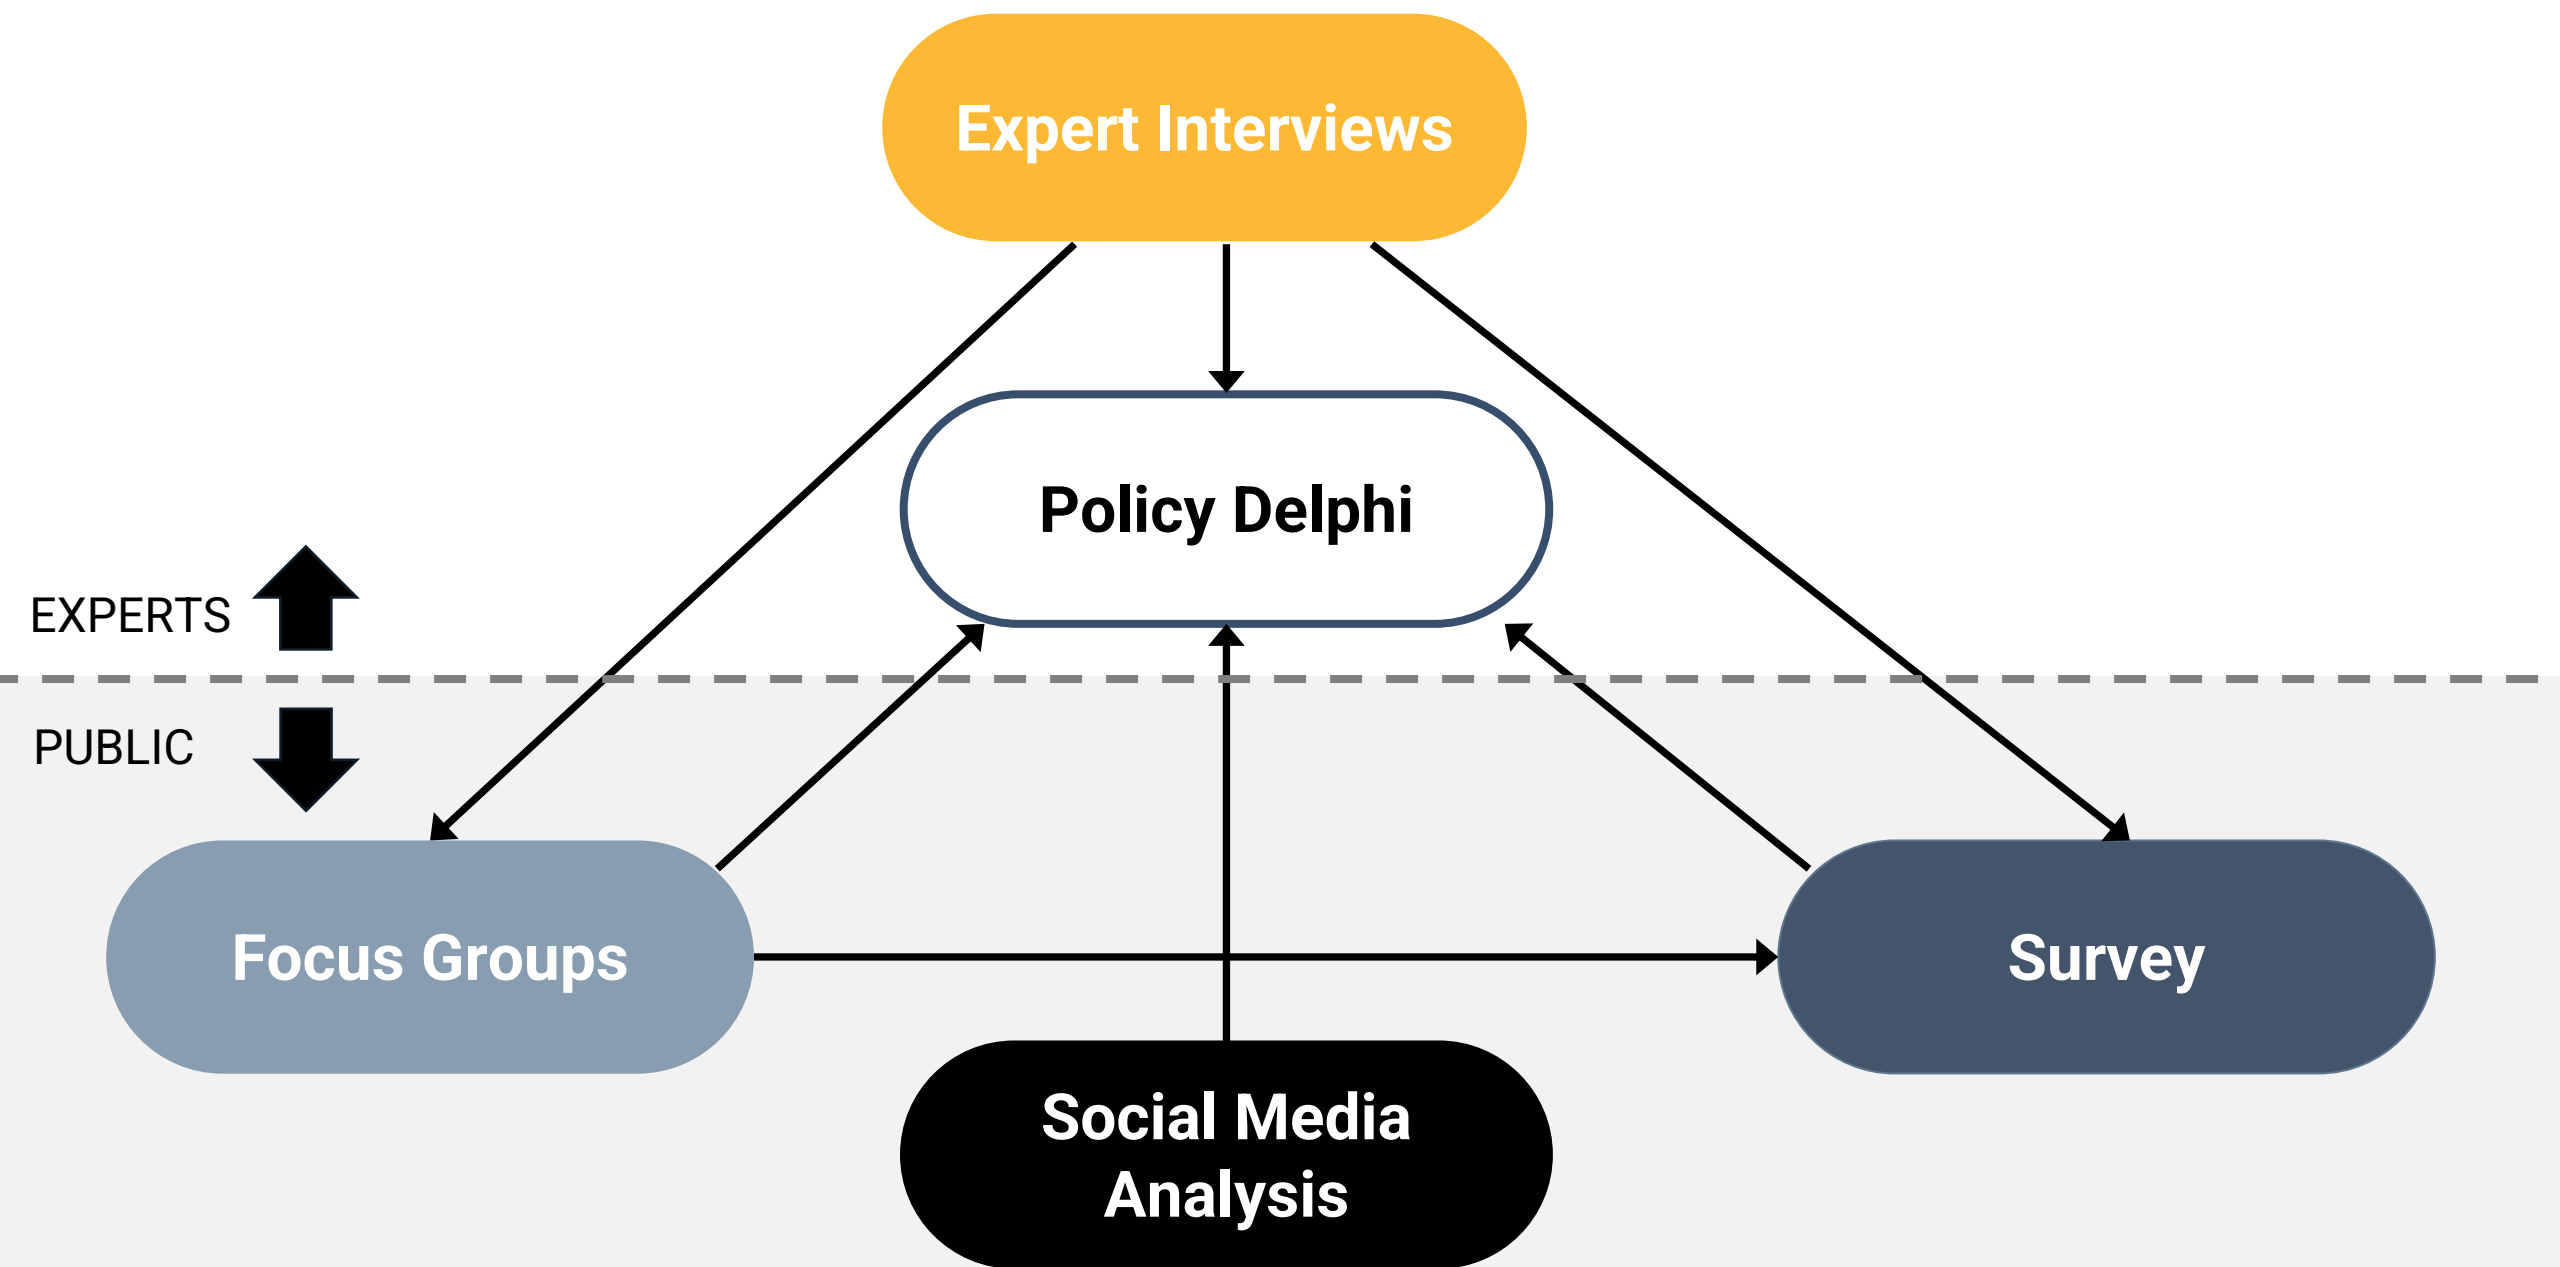 Expert Interviews
Policy Delphi
EXPERTS
PUBLIC
Focus Groups
Survey
Social Media
Analysis